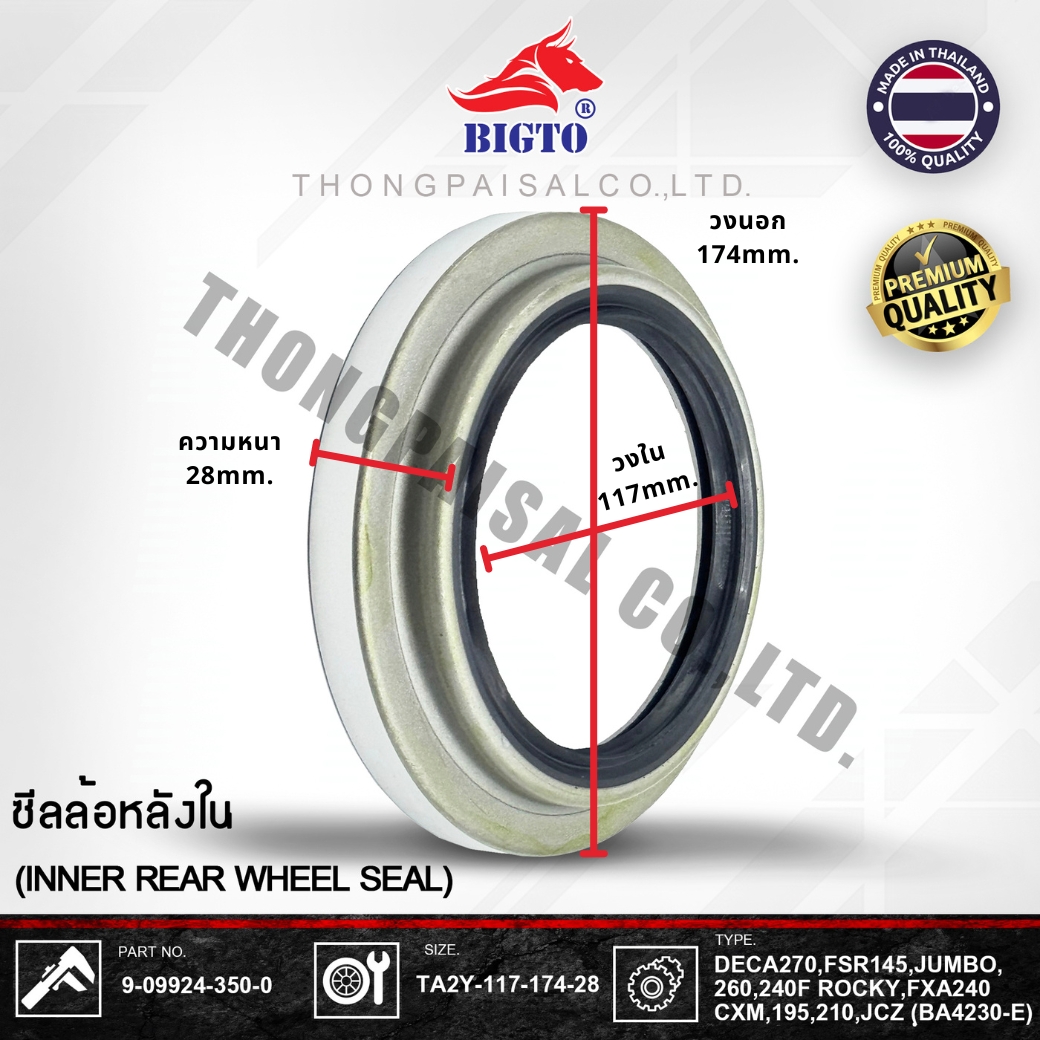 BIGTO ®
THONGPAISALCO.,LTD.
MADE IN THAILAND
100% QUALITY
วงนอก
174mm.
PREMIUM QUALITY
PREMIUM QUALITY
PREMIUM
QUALITY
THONGPAISAL CO.,LTD.
ความหนา
28mm.
วงใน
117mm.
ซีลล้อหลังใน
(INNER REAR WHEEL SEAL)
PART NO.
9-09924-350-0
SIZE.
TA2Y-117-174-28
TYPE.
DECA270,FSR145,JUMBO,
260,240F ROCKY,FXA240
CXM,195,210,JCZ (BA4230-E)